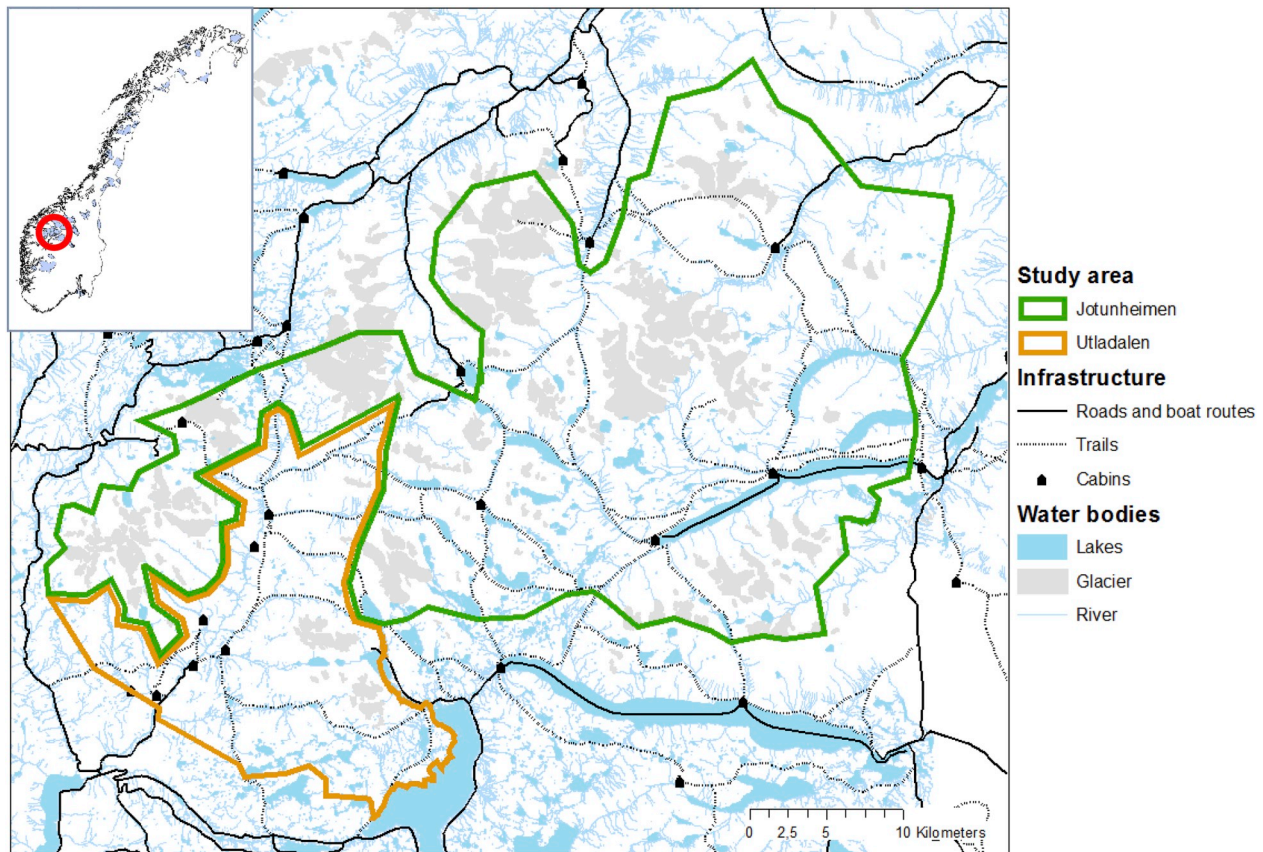 Study area
Jotunheimen
Utladalen
Infrastructure
Roads and boat routes
Trails
Cabins
Water bodies
Lakes
Glacier
River
0 2,5 5 10 Kilometers